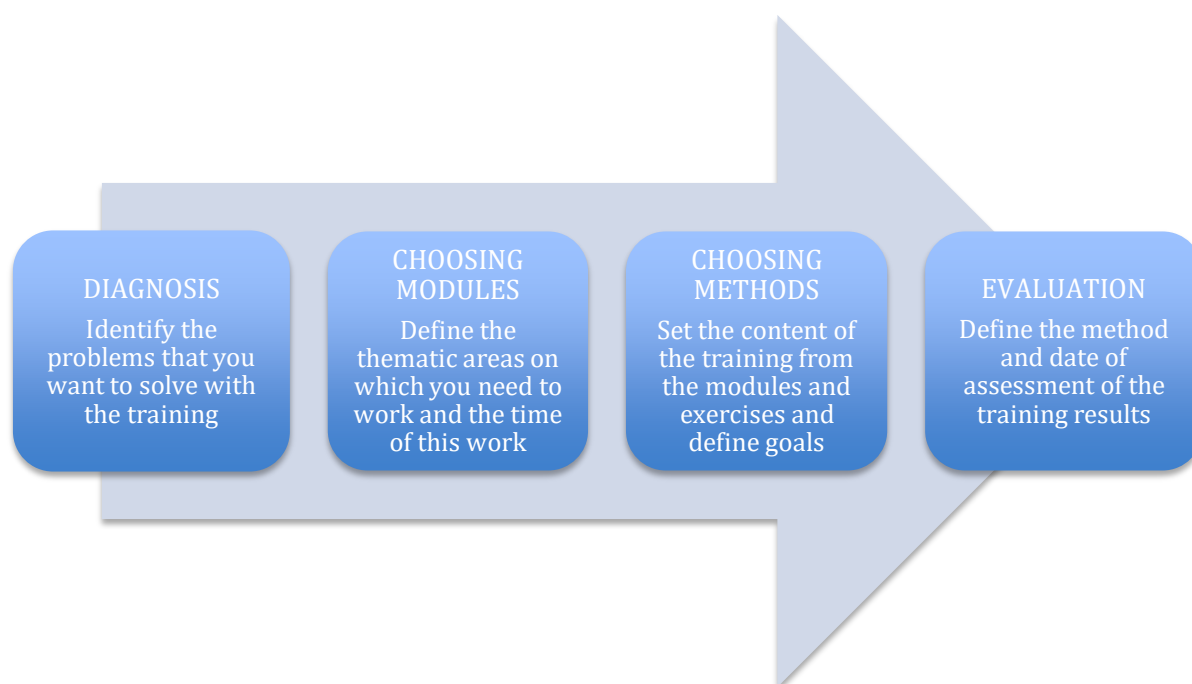 DIAGNOSIS
Identify the
problems that you
want to solve with
the training
CHOOSING
MODULES
Define the
thematic areas on
which you need to
work and the time
of this work
CHOOSING
METHODS
Set the content of
the training from
the modules and
exercises and
define goals
EVALUATION
Define the method
and date of
assessment of the
training results